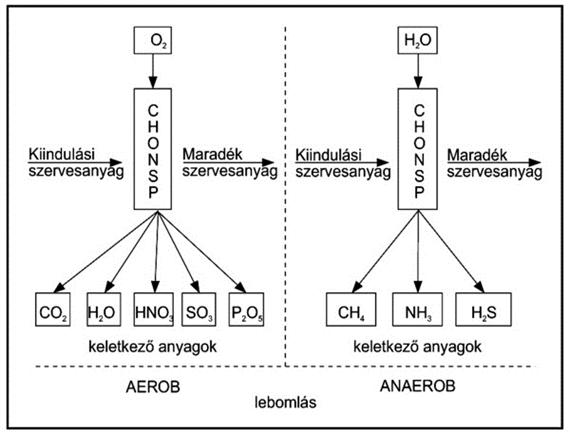 O₂
C
H
O
N
S
P
Kiindulási
szervesanyag
Maradék
szervesanyag
CO₂ H₂O HNO₃ SO₃ P₂O₅
keletkező anyagok
AEROB
H₂O
C
H
O
N
S
P
Kiindulási
szervesanyag
Maradék
szervesanyag
CH₄ NH₃ H₂S
keletkező anyagok
ANAEROB
lebomlás